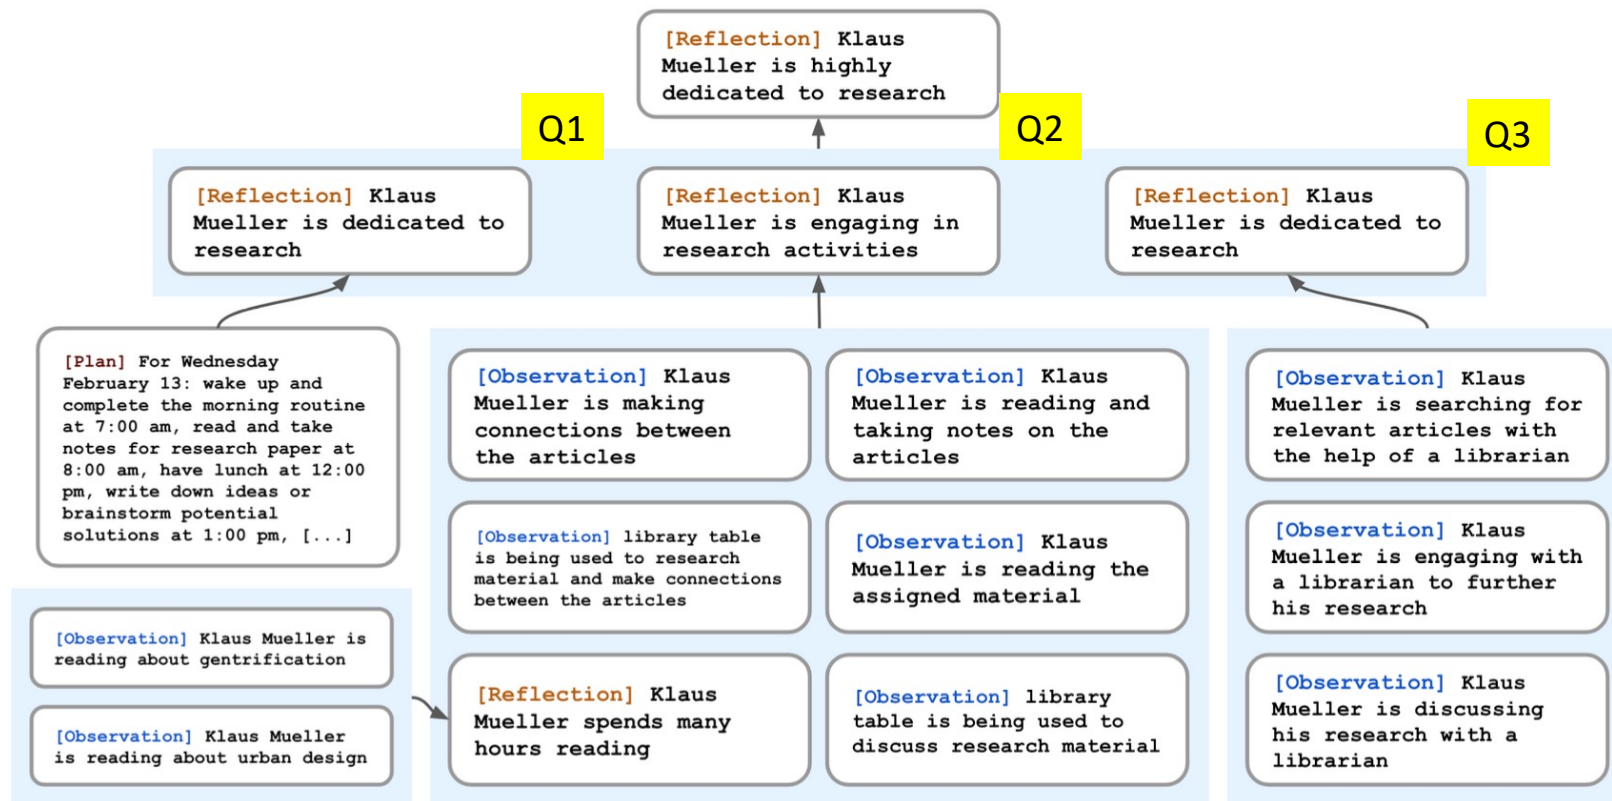 [Reflection] Klaus
Mueller is highly
dedicated to research
Q1
Q2
Q3
[Reflection] Klaus
Mueller is dedicated to
research
[Reflection] Klaus
Mueller is engaging in
research activities
[Reflection] Klaus
Mueller is dedicated to
research
[Plan] For Wednesday
February 13: wake up and
complete the morning routine
at 7:00 am, read and take
notes for research paper at
8:00 am, have lunch at 12:00
pm, write down ideas or
brainstorm potential
solutions at 1:00 pm, [...]
[Observation] Klaus Mueller is
reading about gentrification
[Observation] Klaus Mueller
is reading about urban design
[Observation] Klaus
Mueller is making
connections between
the articles
[Observation] Klaus
Mueller is reading and
taking notes on the
articles
[Observation] library table
is being used to research
material and make connections
between the articles
[Observation] Klaus
Mueller is reading the
assigned material
[Reflection] Klaus
Mueller spends many
hours reading
[Observation] library
table is being used to
discuss research material
[Observation] Klaus
Mueller is searching for
relevant articles with
the help of a librarian
[Observation] Klaus
Mueller is engaging with
a librarian to further
his research
[Observation] Klaus
Mueller is discussing
his research with a
librarian